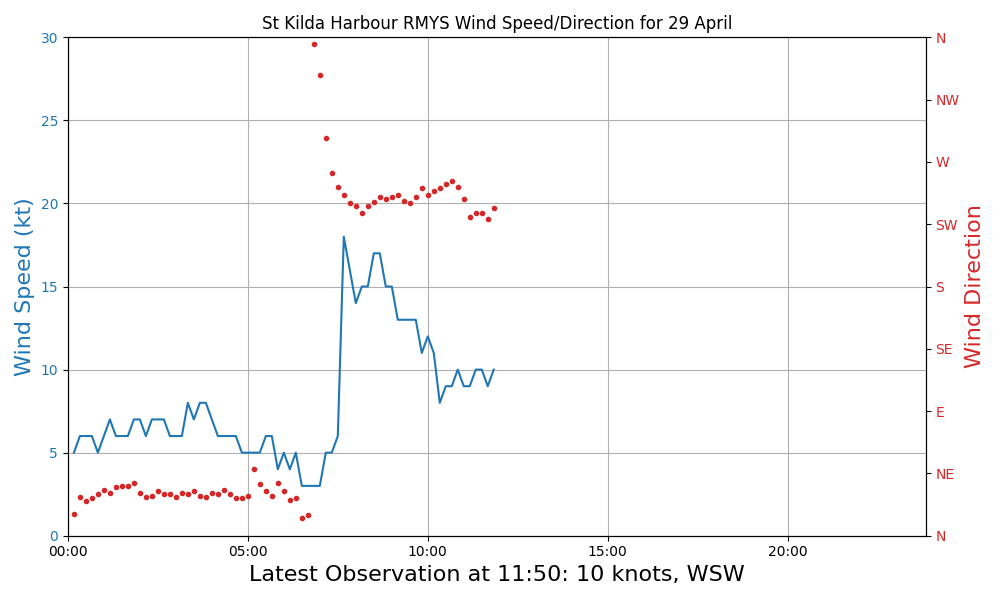 St Kilda Harbour RMYS Wind Speed/Direction for 29 April
30
25
20
15
10
5
0
Wind Speed (kt)
N
NW
W
SW
S
SE
E
NE
N
Wind Direction
00:00 05:00 10:00 15:00 20:00
Latest Observation at 11:50: 10 knots, WSW